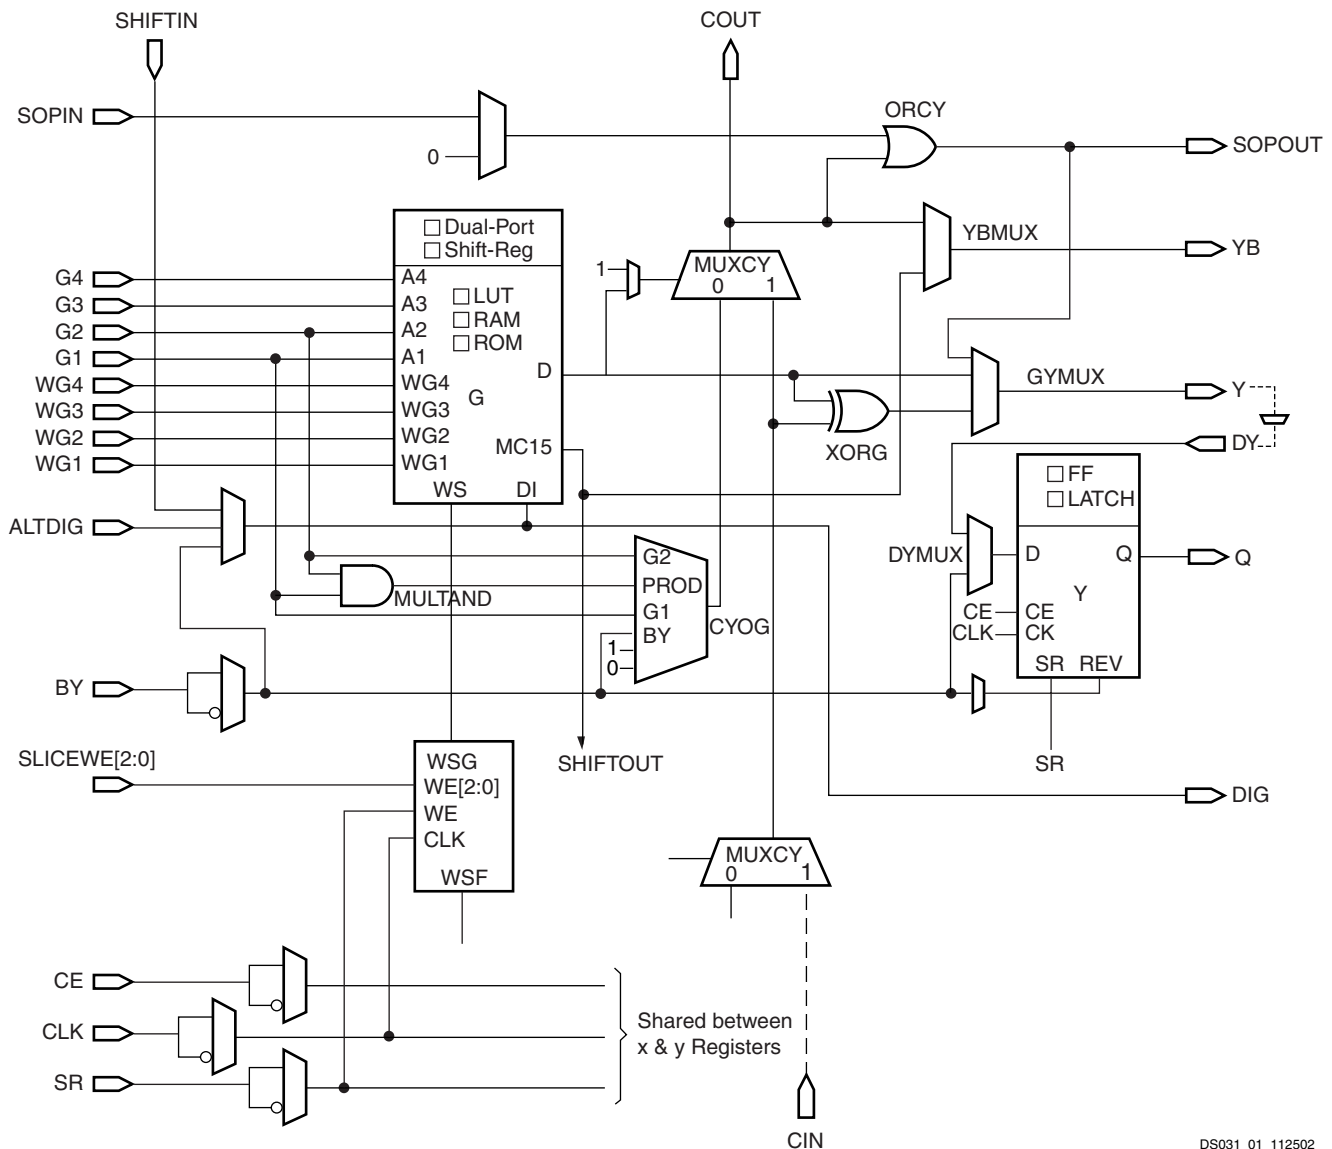 SHIFTIN
COUT
SOPIN
0
ORCY
SOPOUT
Dual-Port
Shift-Reg
YBMUX
YB
G4
G3
G2
G1
WG4
WG3
WG2
WG1
A4
A3
A2
A1
WG4
WG3
WG2
WG1
LUT
RAM
ROM
G
D
MC15
WS
DI
1
MUXCY
0 1
GYMUX
Y
DY
XORG
FF
LATCH
DYMUX
D
Q
Q
Y
CE
CE
CLK
CK
SR
REV
SR
ALTDIG
MULTAND
G2
PROD
G1
BY
1
0
CYOG
BY
SLICEWE[2:0]
WSG
WE[2:0]
WE
CLK
WSF
SHIFTOUT
DIG
MUXCY
0 1
CE
CLK
SR
Shared between
x & y Registers
CIN
DS031_01_112502